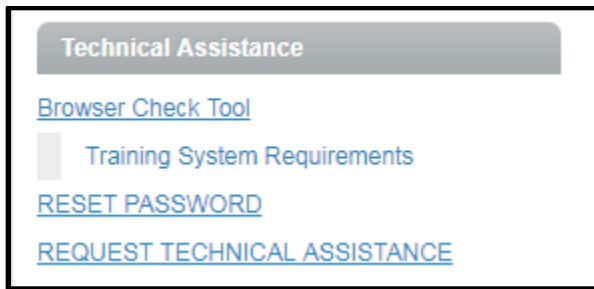 Technical Assistance
Browser Check Tool
Training System Requirements
RESET PASSWORD
REQUEST TECHNICAL ASSISTANCE